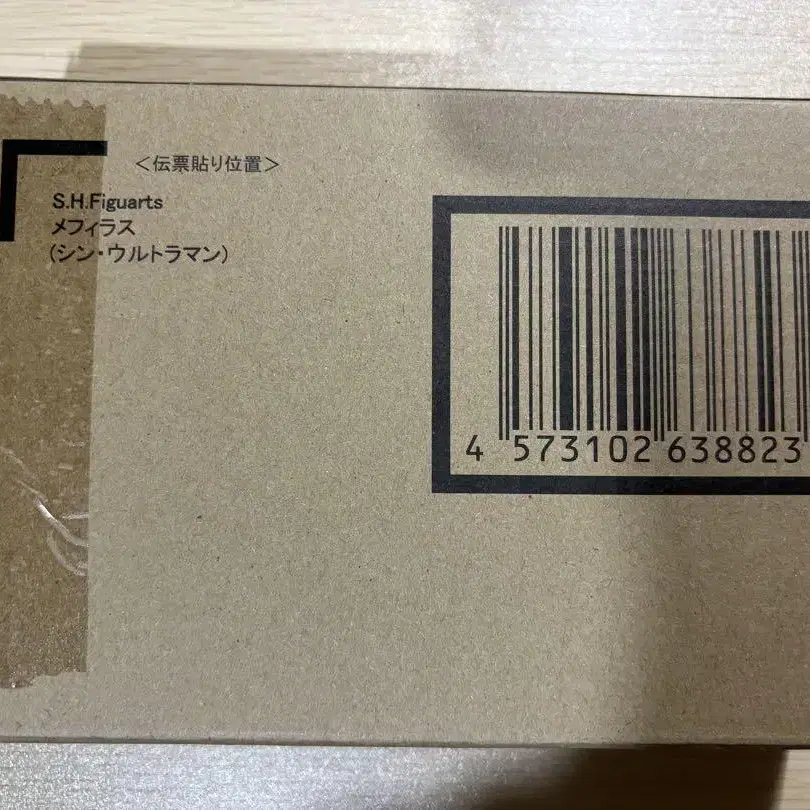 <伝票貼り位置>
S.H.Figuarts
メフィラス
(シン・ウルトラマン)
4 573102 638823